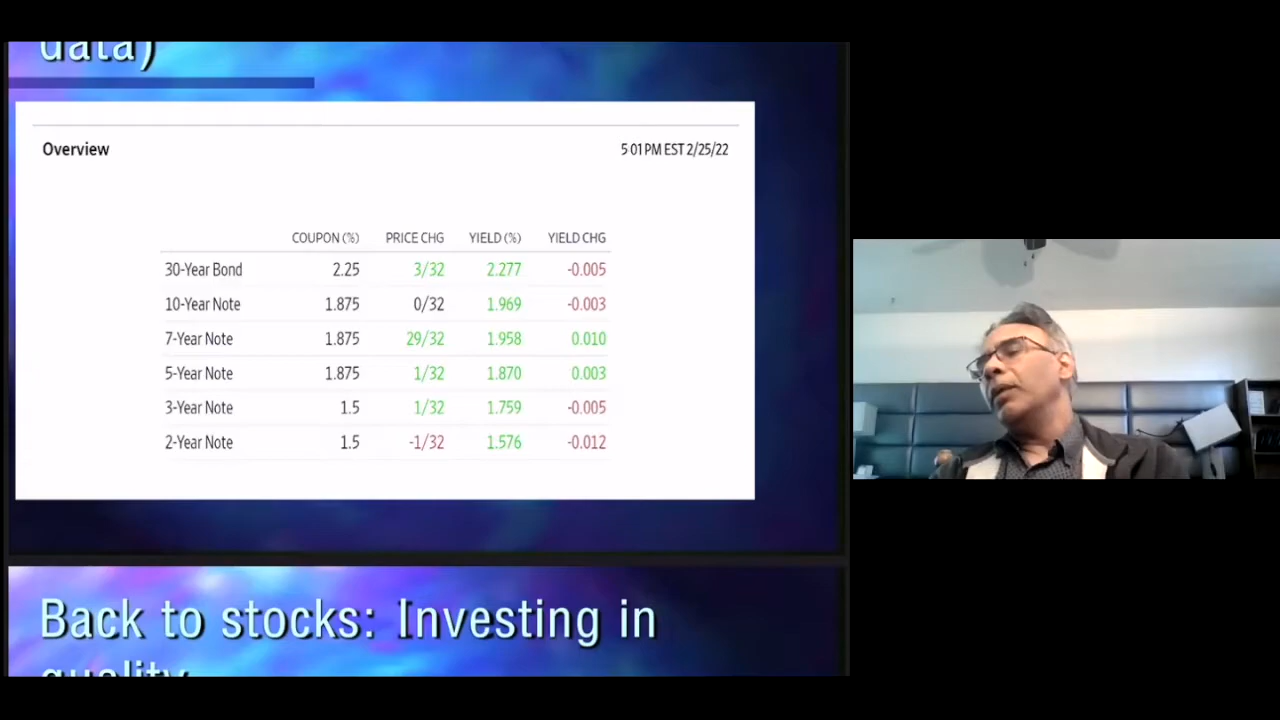 data)
Overview 5 01 PM EST 2/25/22
COUPON (%) PRICE CHG YIELD (%) YIELD CHG
30-Year Bond 2.25 3/32 2.277 -0.005
10-Year Note 1.875 0/32 1.969 -0.003
7-Year Note 1.875 29/32 1.958 0.010
5-Year Note 1.875 1/32 1.870 0.003
3-Year Note 1.5 1/32 1.759 -0.005
2-Year Note 1.5 -1/32 1.576 -0.012
Back to stocks: Investing in
quality